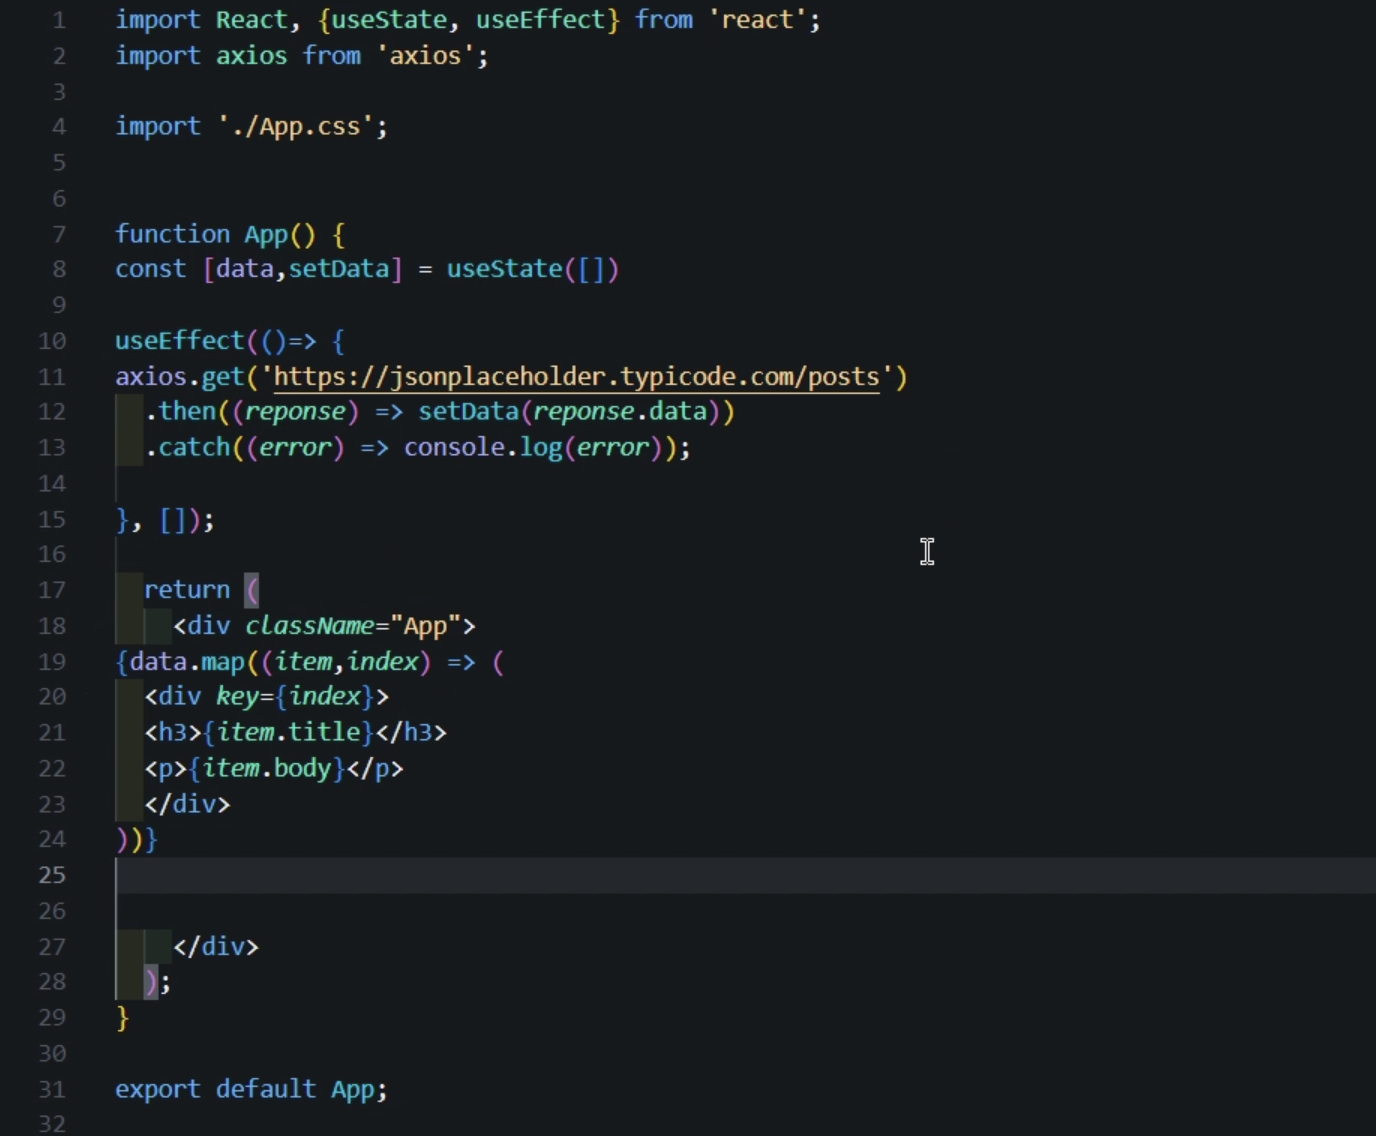 1 import React, {useState, useEffect} from 'react';
2 import axios from 'axios';
3
4 import './App.css';
5
6
7 function App() {
8 const [data,setData] = useState([])
9
10 useEffect(()=> {
11 axios.get('https://jsonplaceholder.typicode.com/posts')
12 .then((reponse) => setData(reponse.data))
13 .catch((error) => console.log(error));
14
15 }, []);
16
17 return (
18 <div className="App">
19 {data.map((item,index) => (
20 <div key={index}>
21 <h3>{item.title}</h3>
22 <p>{item.body}</p>
23 </div>
24 ))}
25
26
27 </div>
28 );
29 }
30
31 export default App;
32